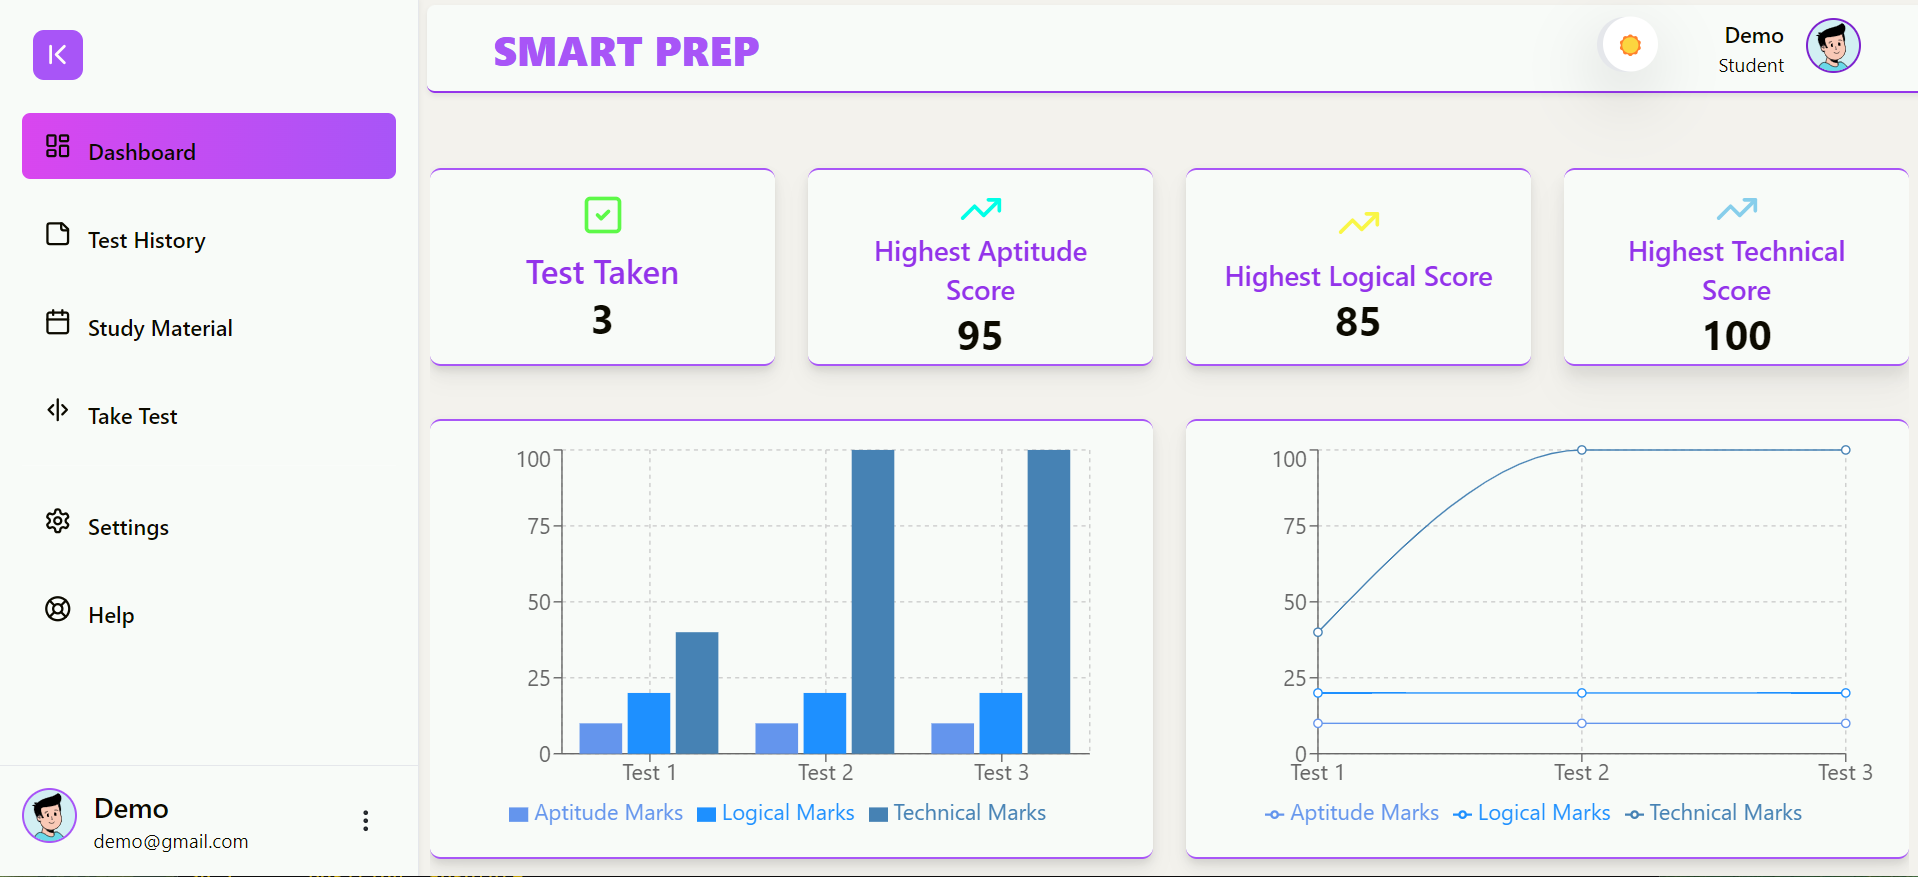 SMART PREP
Demo
Student
Dashboard
Test History
Study Material
Take Test
Settings
Help
Demo
demo@gmail.com
Test Taken
3
Highest Aptitude
Score
95
Highest Logical Score
85
Highest Technical
Score
100
100
75
50
25
0
Test 1 Test 2 Test 3
Aptitude Marks Logical Marks Technical Marks
100
75
50
25
0
Test 1 Test 2 Test 3
Aptitude Marks Logical Marks Technical Marks